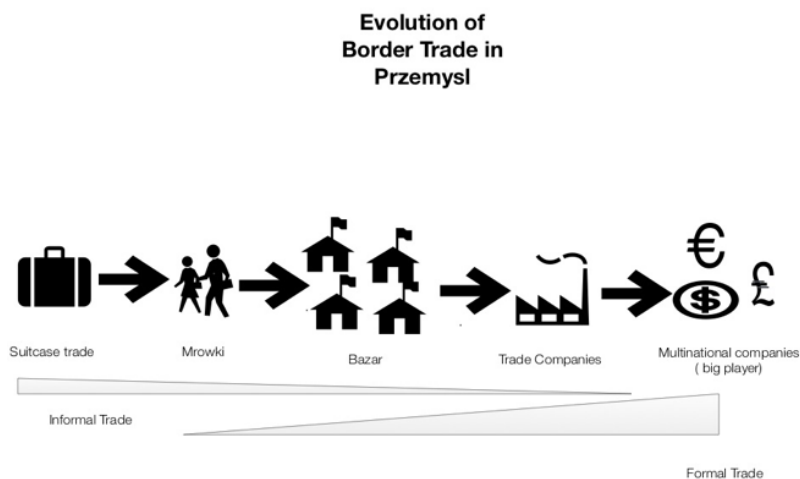 Evolution of
Border Trade in
Przemysl
€
$
£
Suitcase trade
Mrowki
Bazar
Trade Companies
Multinational companies
( big player)
Informal Trade
Formal Trade